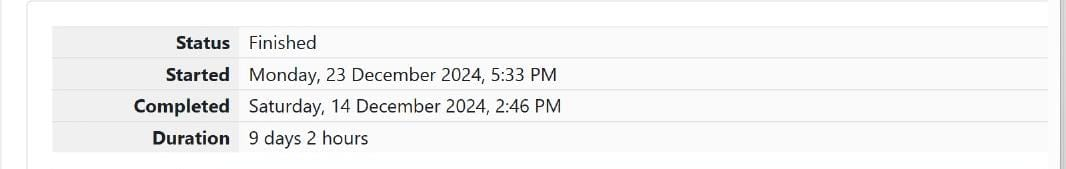 Status Finished
Started Monday, 23 December 2024, 5:33 PM
Completed Saturday, 14 December 2024, 2:46 PM
Duration 9 days 2 hours